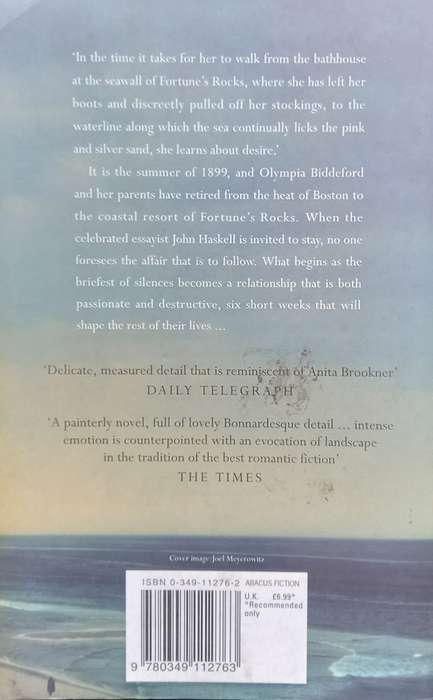 'In the time it takes for her to walk from the bathhouse
at the seawall of Fortune's Rocks, where she has left her
boots and discreetly pulled off her stockings, to the
waterline along which the sea continually licks the pink
and silver sand, she learns about desire.'
It is the summer of 1899, and Olympia Biddeford
and her parents have retired from the heat of Boston to
the coastal resort of Fortune's Rocks. When the
celebrated essayist John Haskell is invited to stay, no one
foresees the affair that is to follow. What begins as the
briefest of silences becomes a relationship that is both
passionate and destructive, six short weeks that will
shape the rest of their lives ...
'Delicate, measured detail that is reminiscent of Anita Brookner'
DAILY TELEGRAPH
'A painterly novel, full of lovely Bonnardesque detail ... intense
emotion is counterpointed with an evocation of landscape
in the tradition of the best romantic fiction'
THE TIMES
Cover image Joel Meyerowitz
ISBN 0-349-11276-2 ABACUS FICTION
U.K. £6.99*
*Recommended
only
9 780349 112763